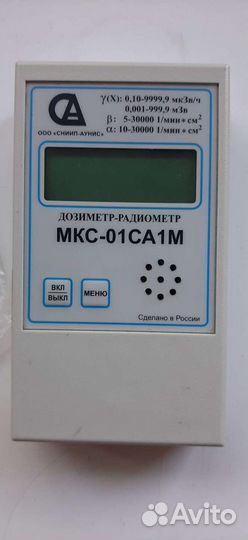 СА
ООО «СНИИП-АУНИС»
γ(X): 0,10-9999,9 мкЗв/ч
0,001-999,9 мЗв
β: 5-30000 1/мин∗см²
α: 10-30000 1/мин∗см²
ДОЗИМЕТР-РАДИОМЕТР
МКС-01СА1М
ВКЛ
ВЫКЛ
МЕНЮ
Сделано в России
Avito